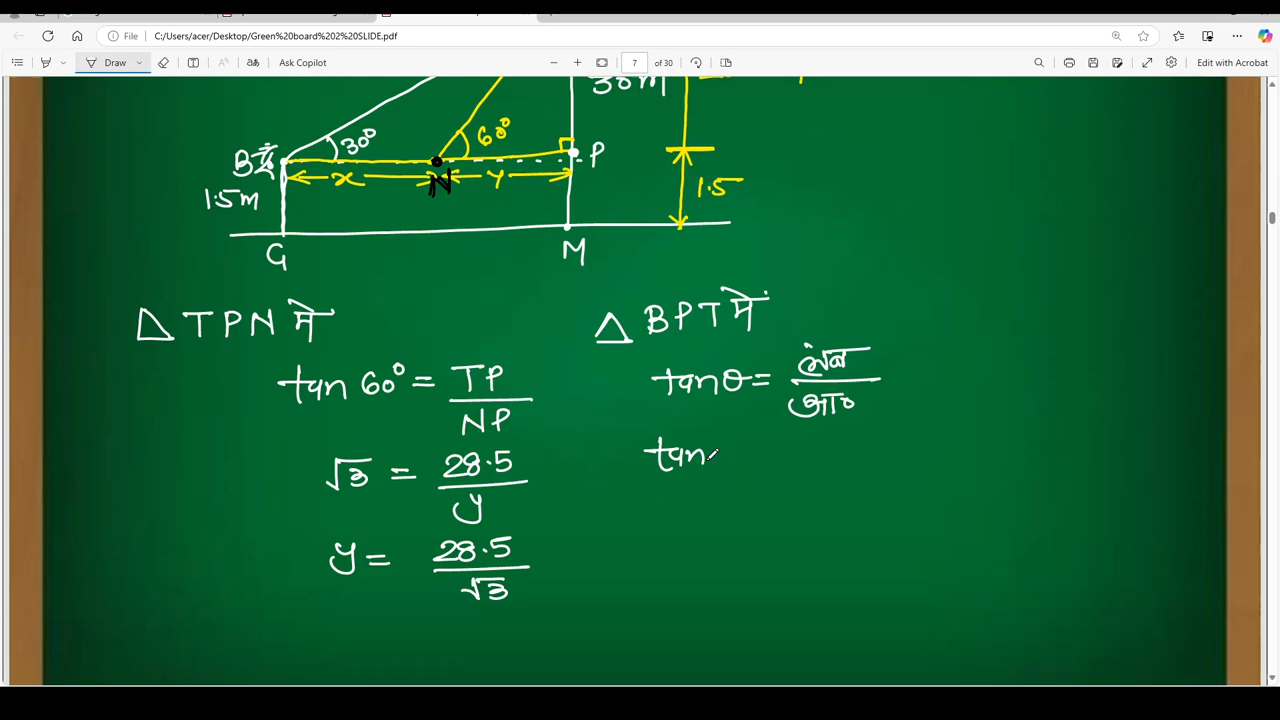 File C:/Users/acer/Desktop/Green%20board%202%20SLIDE.pdf
Draw Ask Copilot 7 of 30 Edit with Acrobat
30m
30° 60°
B P
x N y
1.5m 1.5
G M
△ TPN में
tan 60° = TP / NP
√3 = 28.5 / y
y = 28.5 / √3
△ BPT में
tanθ = लंब / आ०
tan